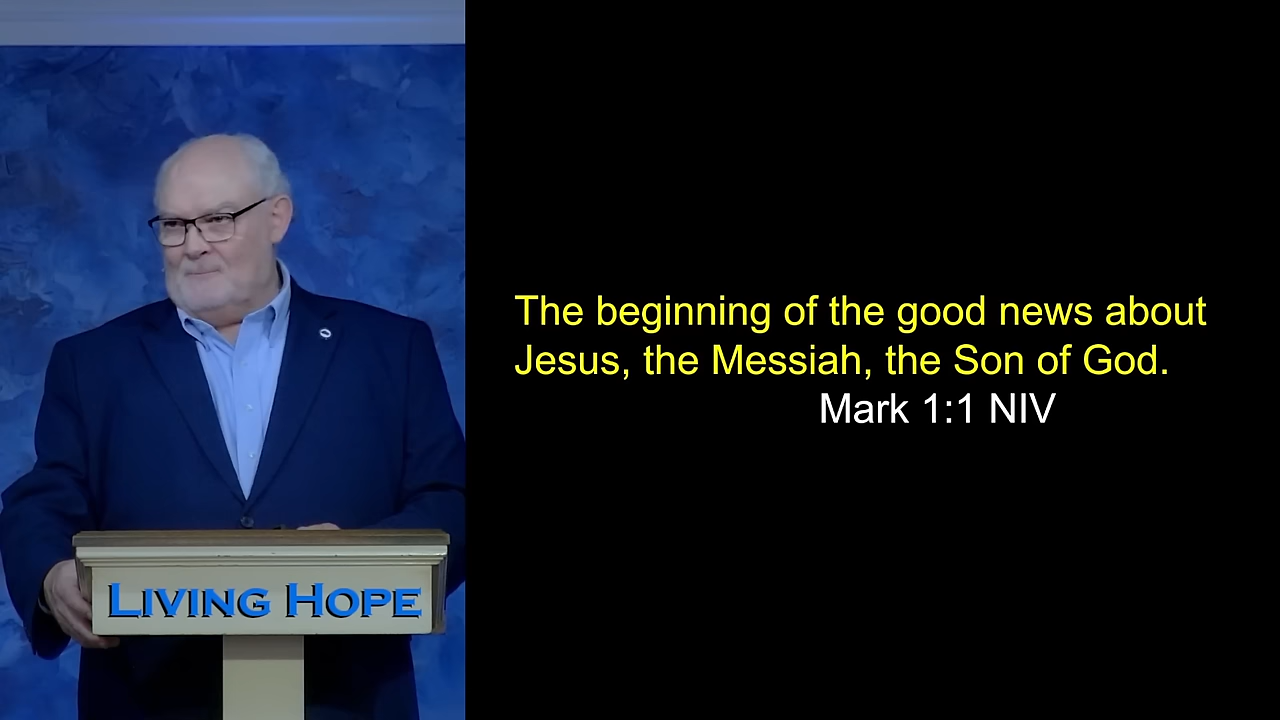 The beginning of the good news about
Jesus, the Messiah, the Son of God.
Mark 1:1 NIV
LIVING HOPE